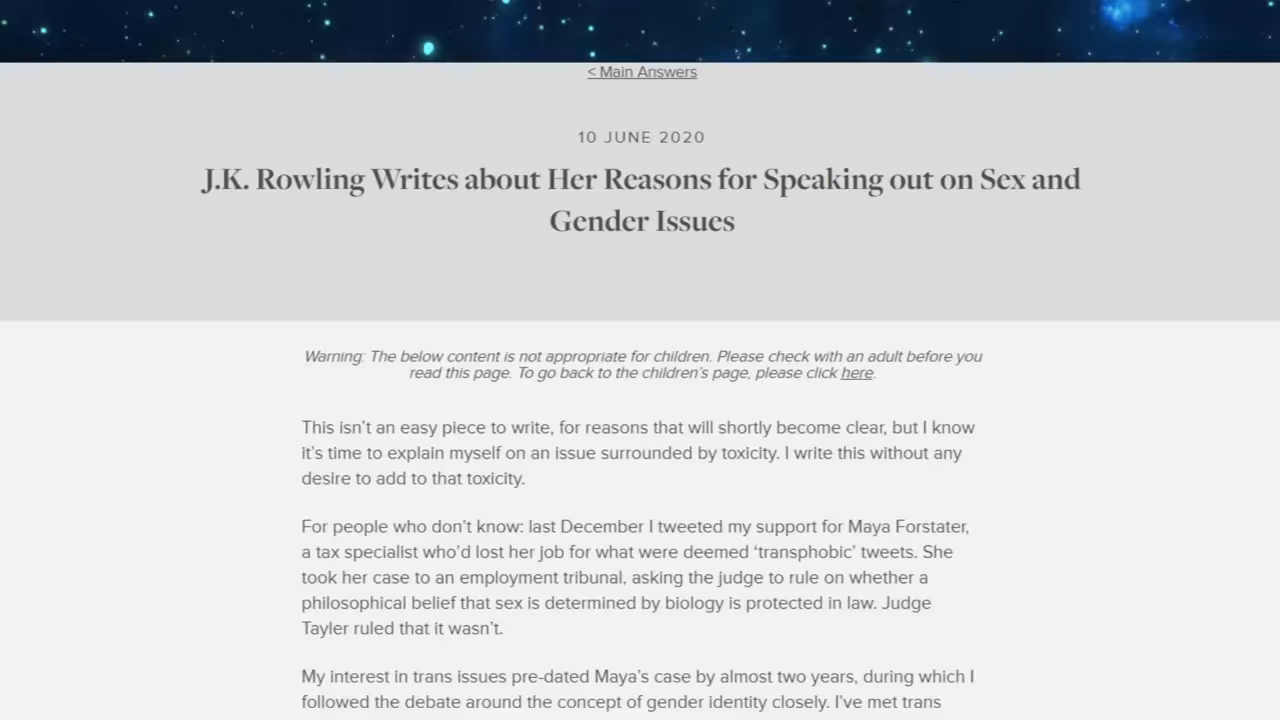 < Main Answers
10 JUNE 2020
J.K. Rowling Writes about Her Reasons for Speaking out on Sex and
Gender Issues
Warning: The below content is not appropriate for children. Please check with an adult before you
read this page. To go back to the children’s page, please click here.
This isn’t an easy piece to write, for reasons that will shortly become clear, but I know
it’s time to explain myself on an issue surrounded by toxicity. I write this without any
desire to add to that toxicity.
For people who don’t know: last December I tweeted my support for Maya Forstater,
a tax specialist who’d lost her job for what were deemed ‘transphobic’ tweets. She
took her case to an employment tribunal, asking the judge to rule on whether a
philosophical belief that sex is determined by biology is protected in law. Judge
Tayler ruled that it wasn’t.
My interest in trans issues pre-dated Maya’s case by almost two years, during which I
followed the debate around the concept of gender identity closely. I’ve met trans